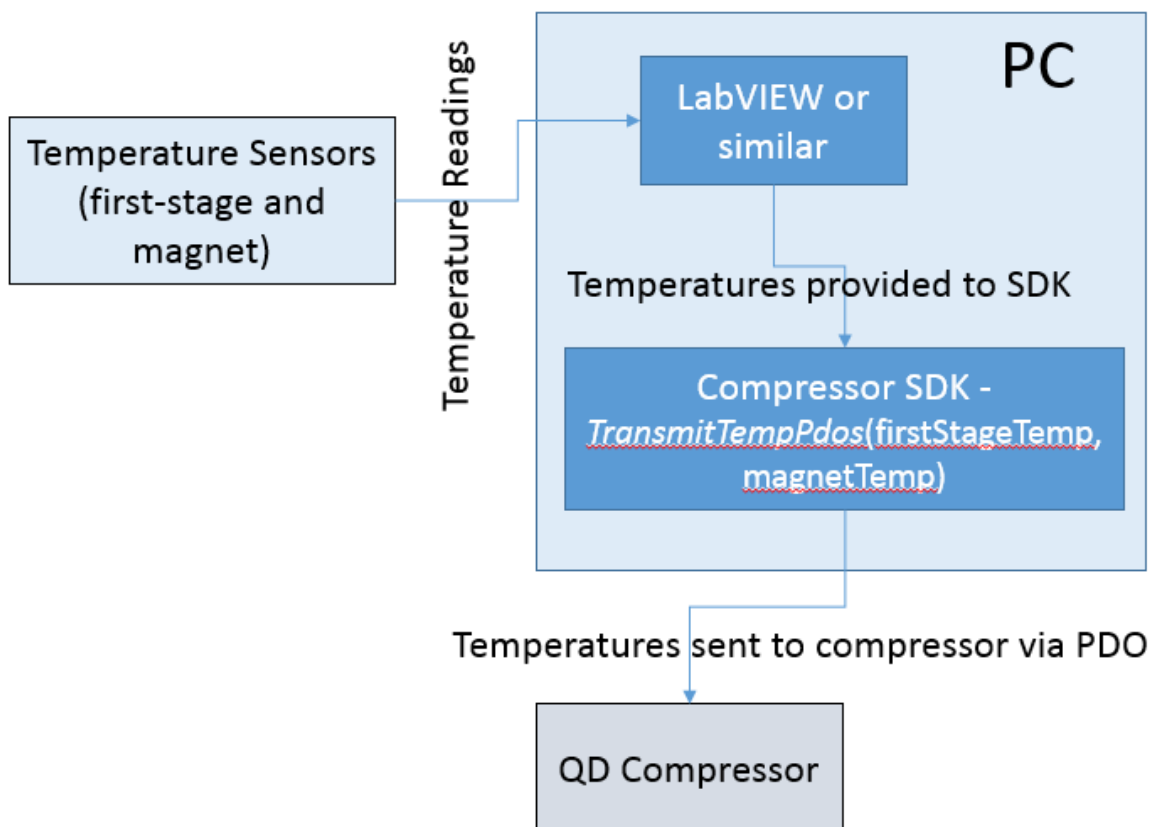 PC
LabVIEW or
similar
Temperature Sensors
(first-stage and
magnet)
Temperature Readings
Temperatures provided to SDK
Compressor SDK -
TransmitTempPdos(firstStageTemp,
magnetTemp)
Temperatures sent to compressor via PDO
QD Compressor